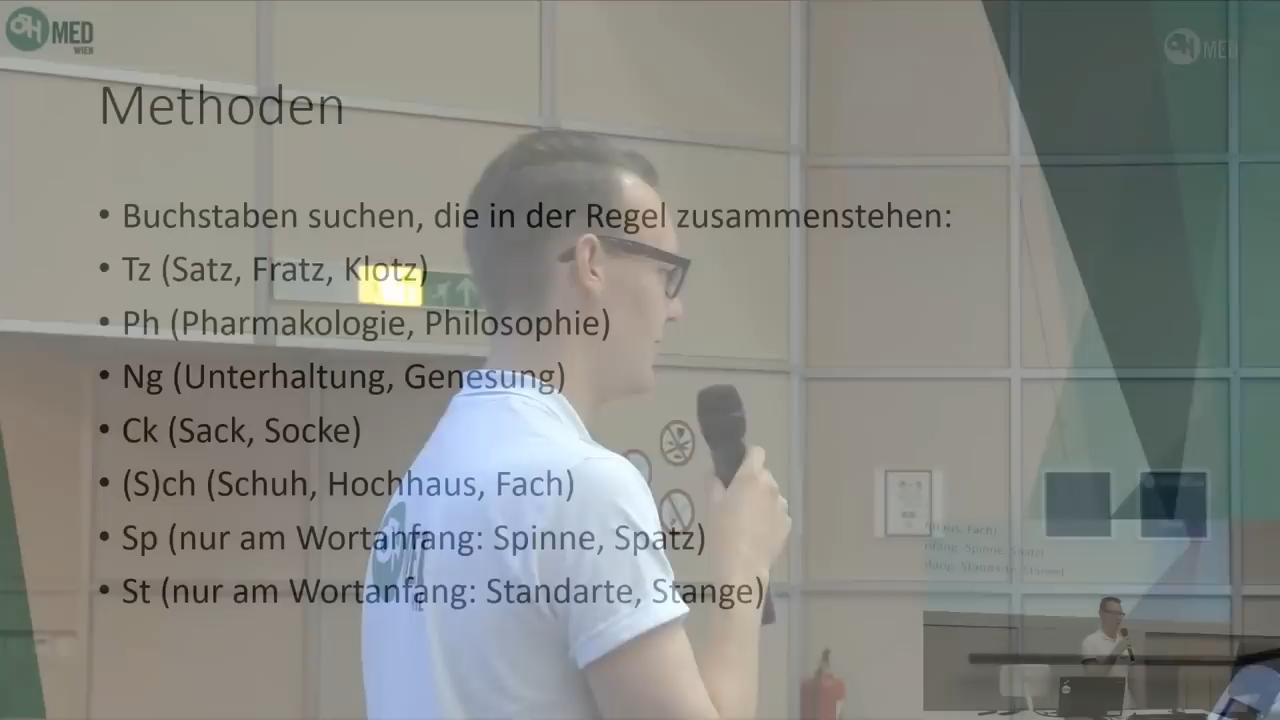 ÖH MED
WIEN
ÖH MED
Methoden
• Buchstaben suchen, die in der Regel zusammenstehen:
• Tz (Satz, Fratz, Klotz)
• Ph (Pharmakologie, Philosophie)
• Ng (Unterhaltung, Genesung)
• Ck (Sack, Socke)
• (S)ch (Schuh, Hochhaus, Fach)
• Sp (nur am Wortanfang: Spinne, Spatz)
• St (nur am Wortanfang: Standarte, Stange)